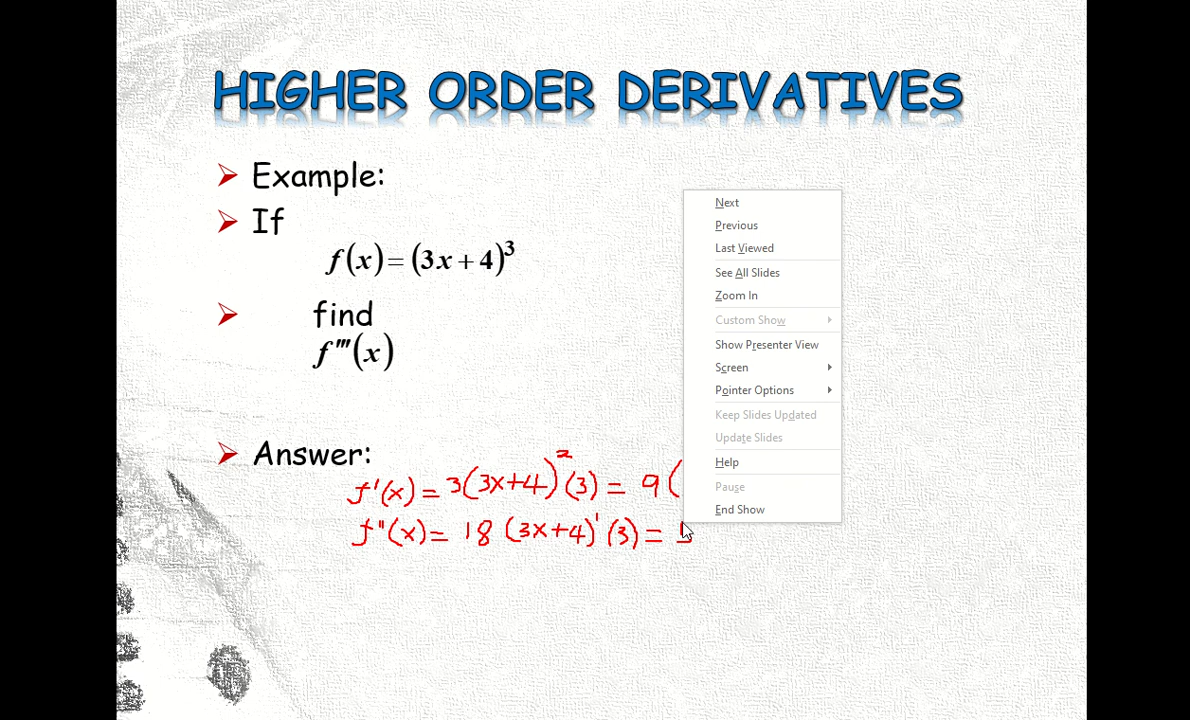 HIGHER ORDER DERIVATIVES
Example:
If
f(x)=(3x+4)³
find
f'''(x)
Answer:
f'(x) = 3(3x+4)²(3) = 9(
f''(x) = 18(3x+4)'(3) =
Next
Previous
Last Viewed
See All Slides
Zoom In
Custom Show
Show Presenter View
Screen
Pointer Options
Keep Slides Updated
Update Slides
Help
Pause
End Show